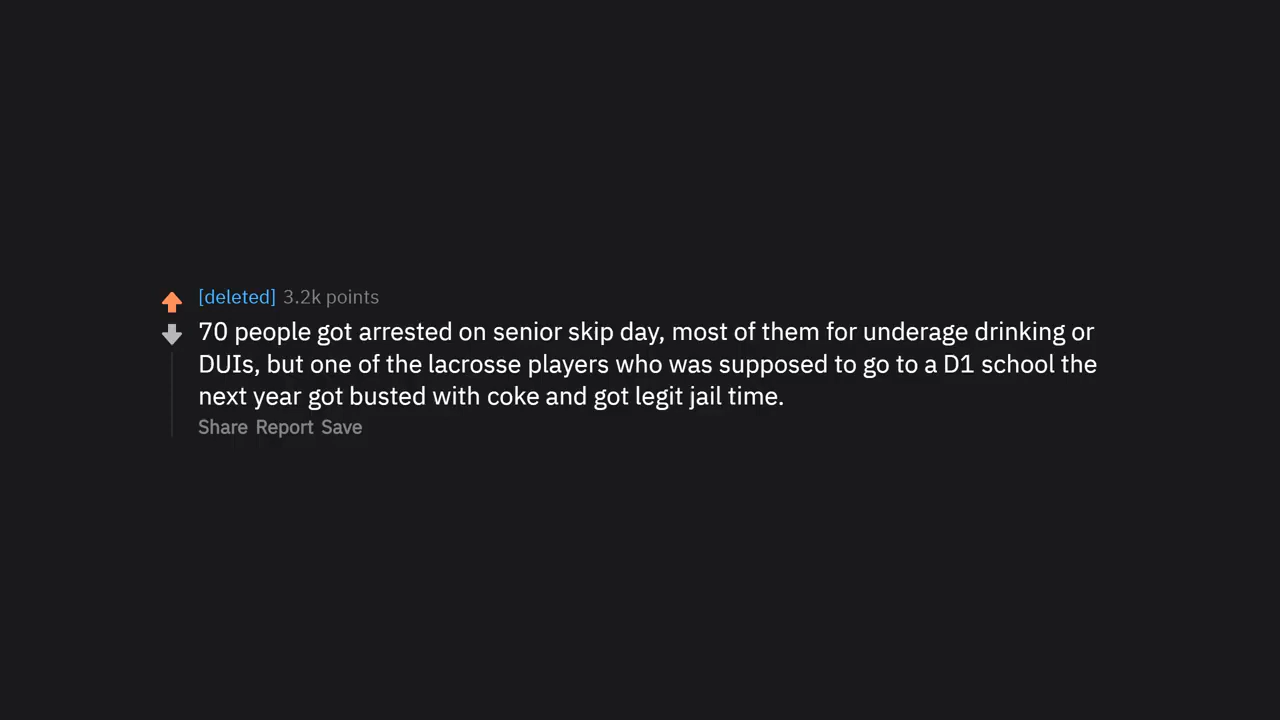 [deleted] 3.2k points
70 people got arrested on senior skip day, most of them for underage drinking or
DUIs, but one of the lacrosse players who was supposed to go to a D1 school the
next year got busted with coke and got legit jail time.
Share Report Save